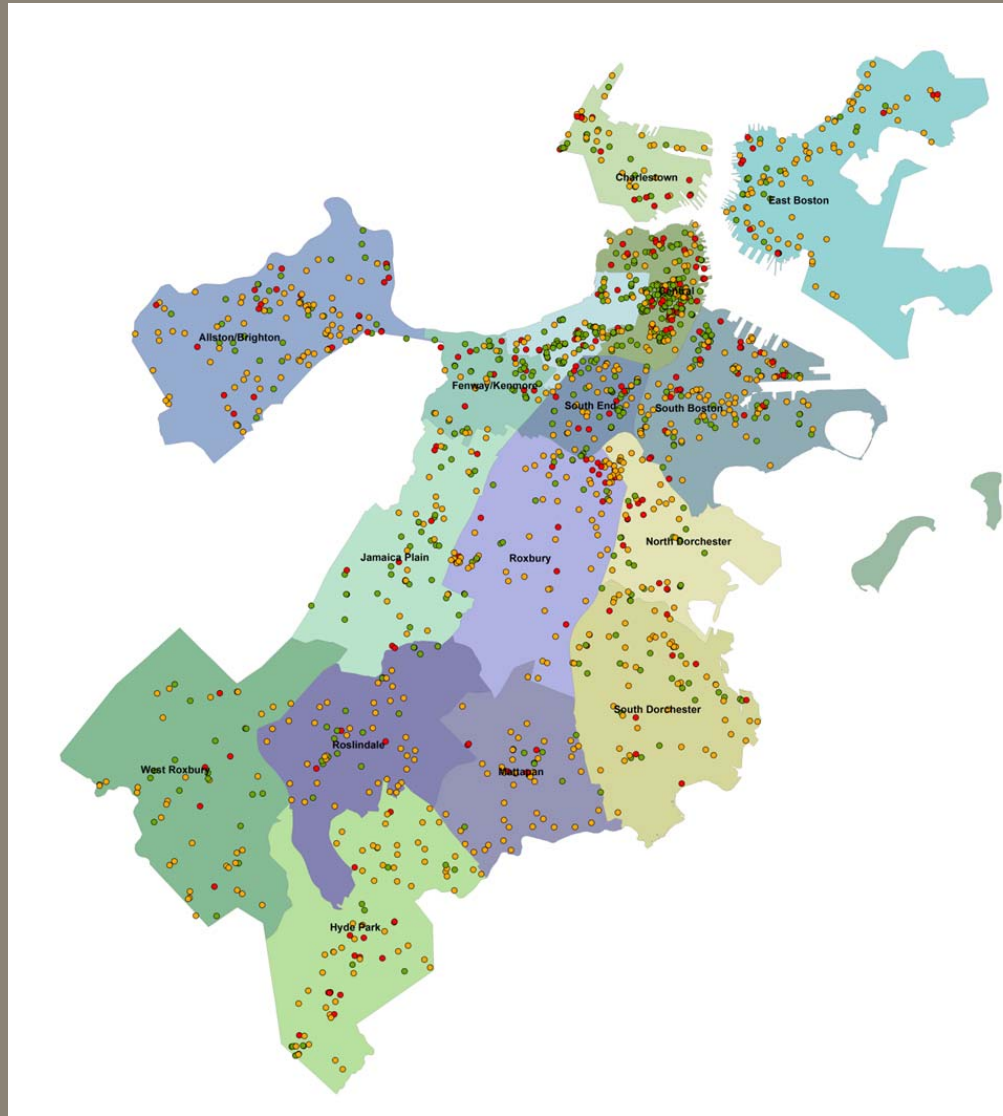 Charlestown
East Boston
Central
Allston/Brighton
Fenway/Kenmore
South End
South Boston
North Dorchester
Jamaica Plain
Roxbury
South Dorchester
Roslindale
West Roxbury
Mattapan
Hyde Park